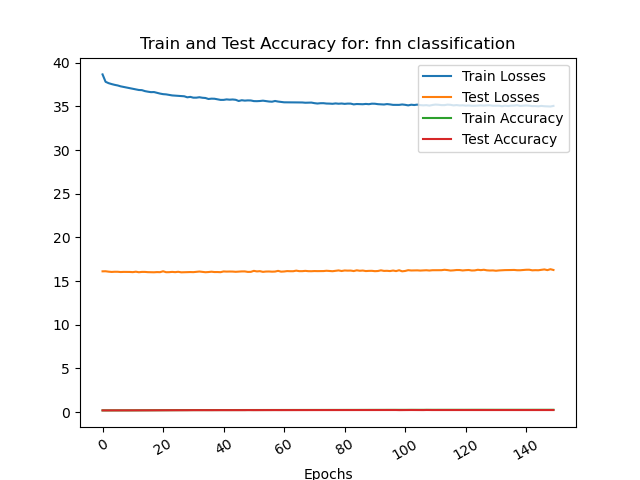 Train and Test Accuracy for: fnn classification
40
35
30
25
20
15
10
5
0
Train Losses
Test Losses
Train Accuracy
Test Accuracy
0 20 40 60 80 100 120 140
Epochs